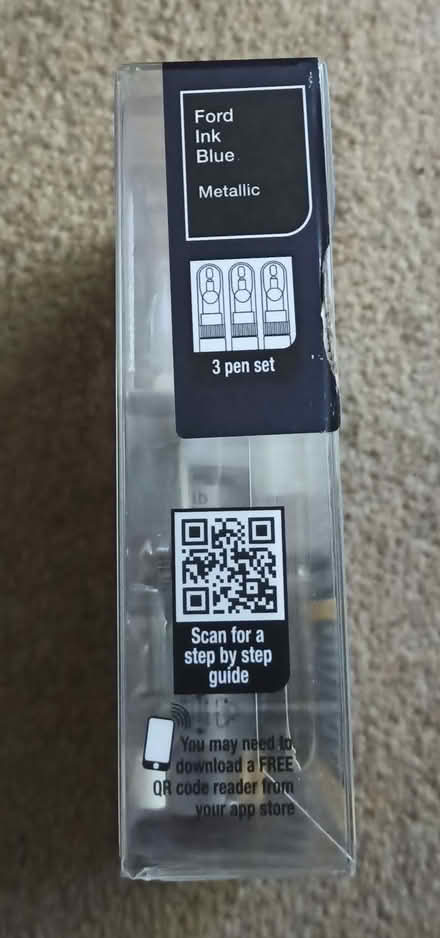 Ford
Ink
Blue
Metallic
3 pen set
Scan for a
step by step
guide
You may need to
download a FREE
QR code reader from
your app store